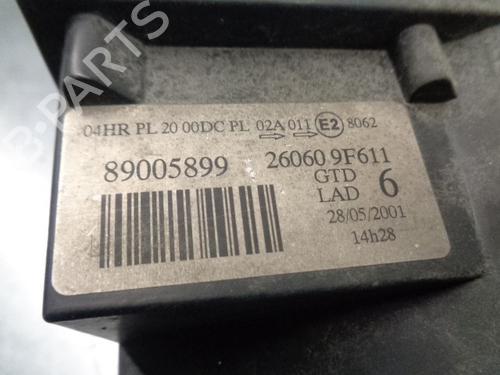 B-PARTS
04HR PL 20 00DC PL 02A 011 E2 8062
89005899 26060 9F611
GTD
LAD 6
28/05/2001
14h28